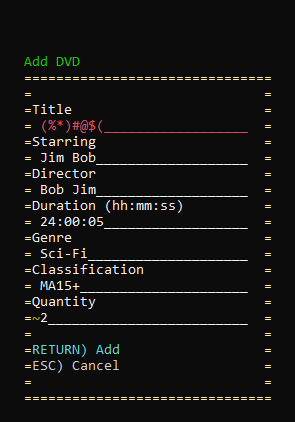 Add DVD
===============================
=                             =
=Title                        =
= (%*)#@$(__________________  =
=Starring                     =
= Jim Bob___________________  =
=Director                     =
= Bob Jim___________________  =
=Duration (hh:mm:ss)          =
= 24:00:05__________________  =
=Genre                        =
= Sci-Fi____________________  =
=Classification               =
= MA15+_____________________  =
=Quantity                     =
=~2_________________________  =
=                             =
=RETURN) Add                  =
=ESC) Cancel                  =
=                             =
===============================